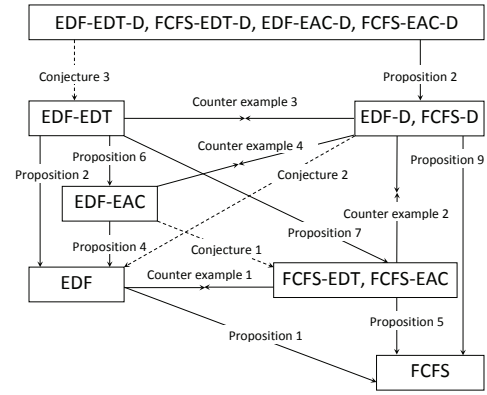 EDF-EDT-D, FCFS-EDT-D, EDF-EAC-D, FCFS-EAC-D
Conjecture 3
Proposition 2
Counter example 3
EDF-EDT
EDF-D, FCFS-D
Counter example 4
Proposition 6
Proposition 9
Proposition 2
Conjecture 2
EDF-EAC
Counter example 2
Proposition 7
Proposition 4
Conjecture 1
EDF
Counter example 1
FCFS-EDT, FCFS-EAC
Proposition 5
Proposition 1
FCFS